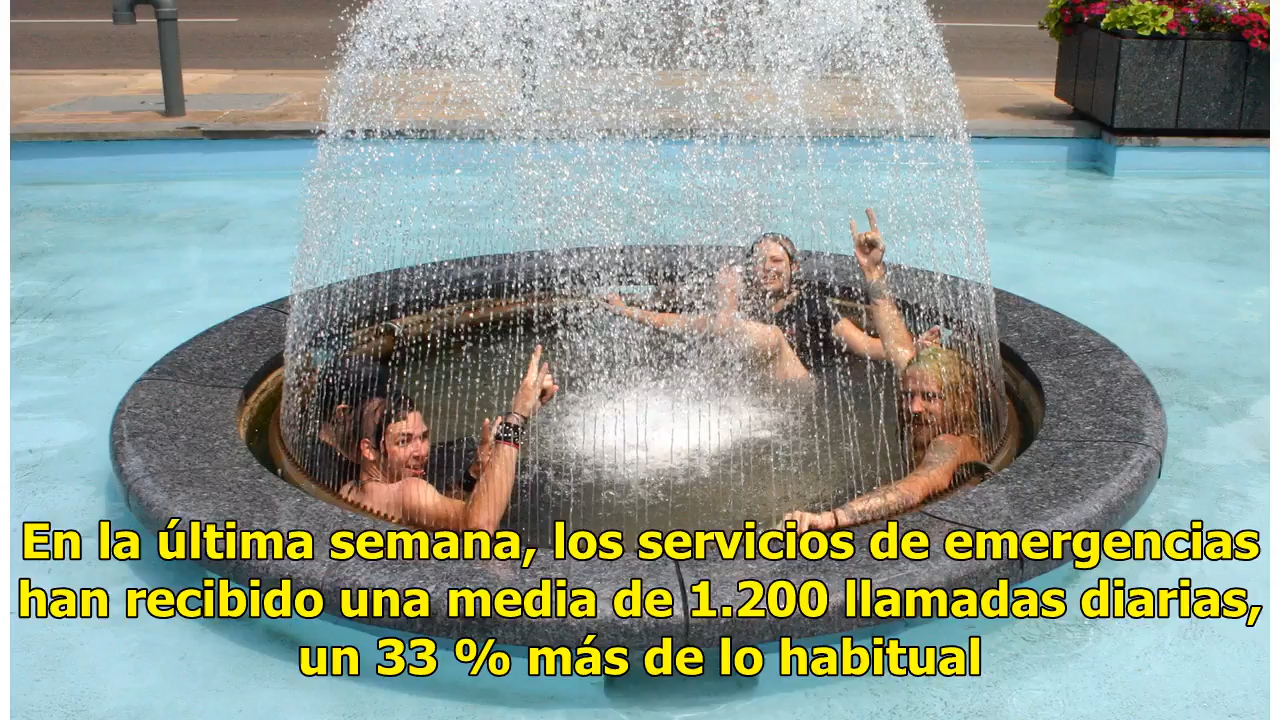 En la última semana, los servicios de emergencias
han recibido una media de 1.200 llamadas diarias,
un 33 % más de lo habitual